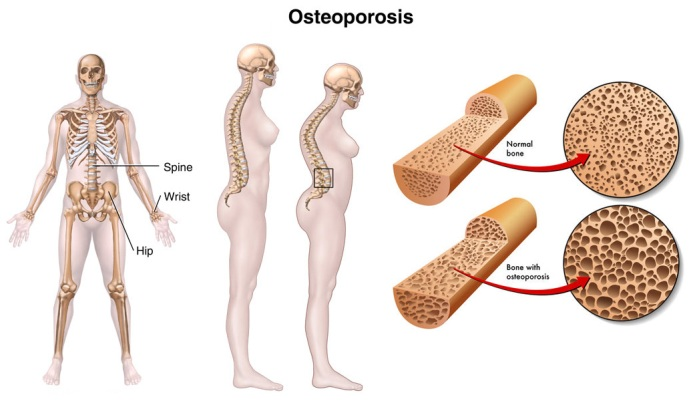 Osteoporosis
Spine
Wrist
Hip
Normal
bone
Bone with
osteoporosis